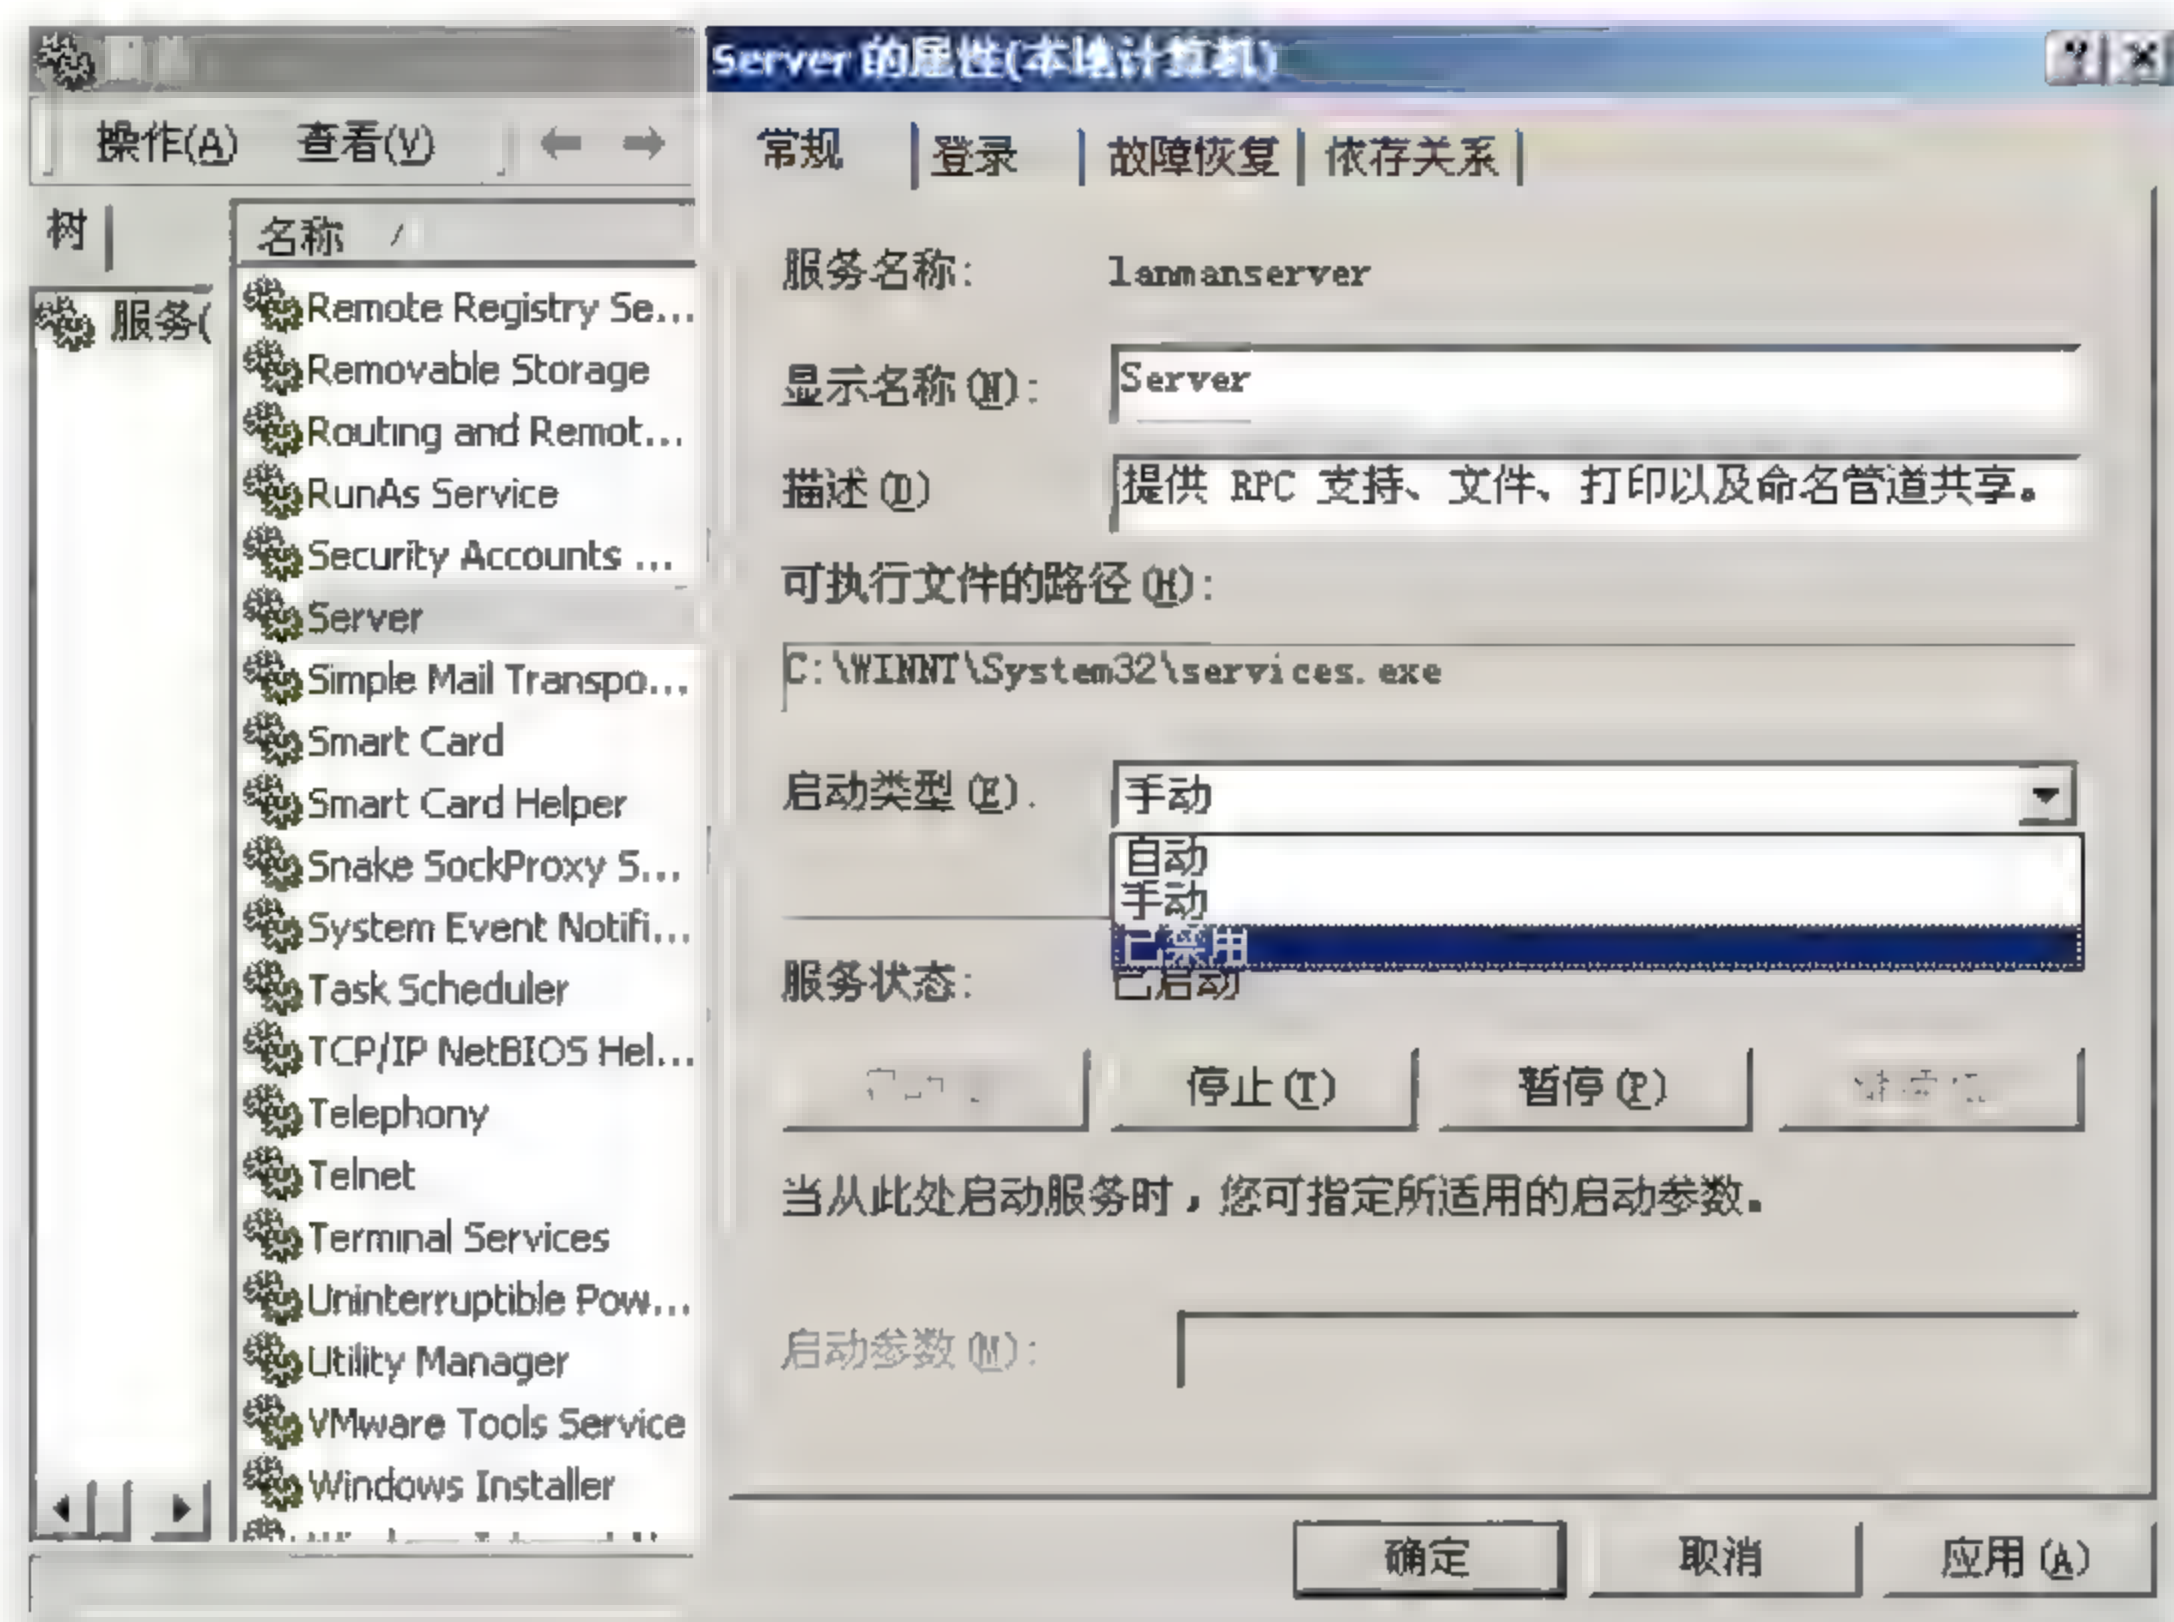 操作(A) 查看(V)
树
服务(
名称
Remote Registry Se...
Removable Storage
Routing and Remot...
RunAs Service
Security Accounts ...
Server
Simple Mail Transpo...
Smart Card
Smart Card Helper
Snake SockProxy S...
System Event Notifi...
Task Scheduler
TCP/IP NetBIOS Hel...
Telephony
Telnet
Terminal Services
Uninterruptible Pow...
Utility Manager
VMware Tools Service
Windows Installer
Server 的属性(本地计算机)
常规 登录 故障恢复 依存关系
服务名称: lanmanserver
显示名称(N): Server
描述(D) 提供 RPC 支持、文件、打印以及命名管道共享。
可执行文件的路径(H):
C:\WINNT\System32\services.exe
启动类型(E). 手动
自动
手动
已禁用
服务状态: 已启动
停止(T) 暂停(P)
当从此处启动服务时，您可指定所适用的启动参数。
启动参数(M):
确定 取消 应用(A)